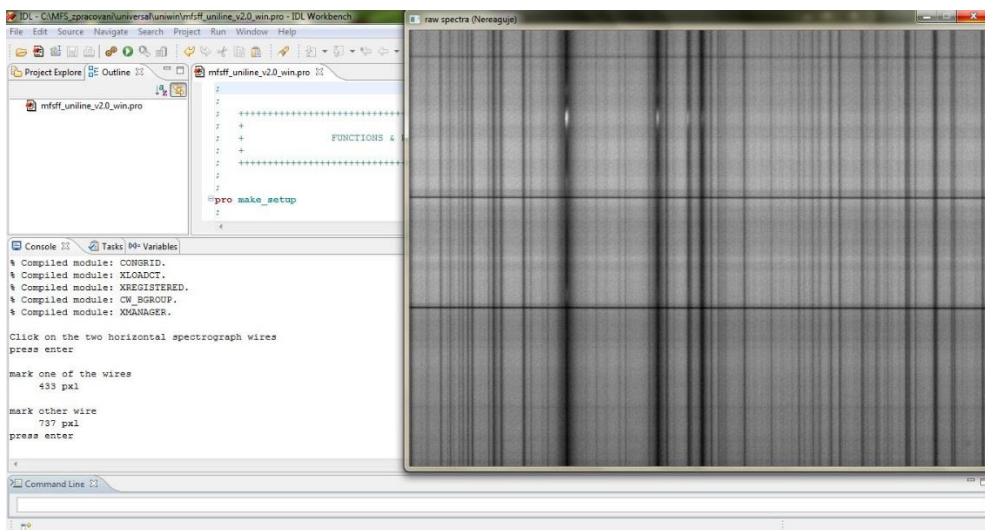 IDL - C:\MFS_zpracovani\universal\uniwin\mfsff_uniline_v2.0_win.pro - IDL Workbench
File Edit Source Navigate Search Project Run Window Help
Project Explore Outline
mfsff_uniline_v2.0_win.pro
mfsff_uniline_v2.0_win.pro
;
;
; ++++++++++++++++++++++++++++++
; +
; + FUNCTIONS &
; +
; ++++++++++++++++++++++++++++++
;
;
pro make_setup
;
Console Tasks Variables
% Compiled module: CONGRID.
% Compiled module: XLOADCT.
% Compiled module: XREGISTERED.
% Compiled module: CW_BGROUP.
% Compiled module: XMANAGER.
Click on the two horizontal spectrograph wires
press enter
mark one of the wires
433 pxl
mark other wire
737 pxl
press enter
Command Line
raw spectra (Nereaguje)